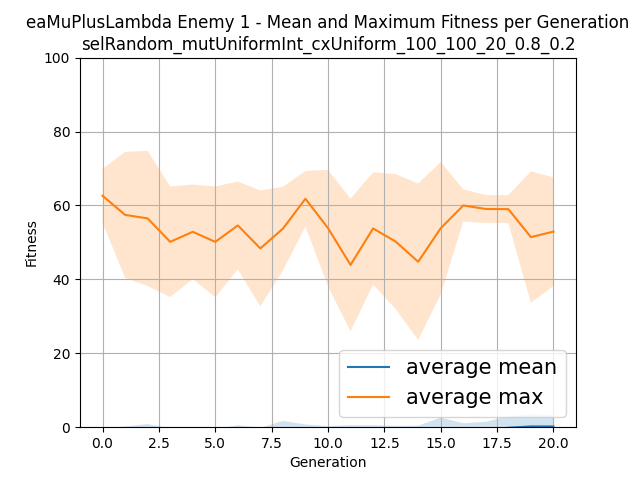 eaMuPlusLambda Enemy 1 - Mean and Maximum Fitness per Generation
selRandom_mutUniformInt_cxUniform_100_100_20_0.8_0.2
100
80
60
40
20
0
Fitness
average mean
average max
0.0 2.5 5.0 7.5 10.0 12.5 15.0 17.5 20.0
Generation